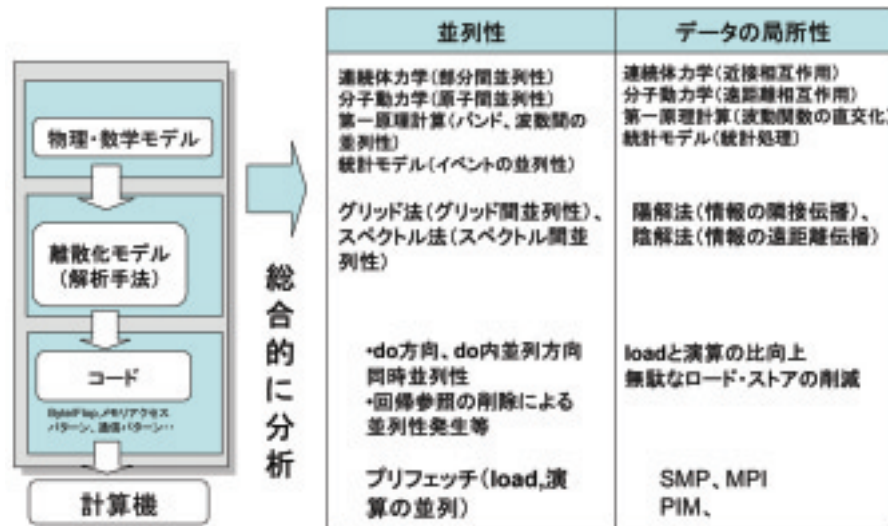 物理・数学モデル
離散化モデル
(解析手法)
コード
Byte/Flop,メモリアクセス
パターン、通信パターン・・
計算機
総合的に分析
並列性
連続体力学(部分間並列性)
分子動力学(原子間並列性)
第一原理計算(バンド、波数間の
並列性)
統計モデル(イベントの並列性)
グリッド法(グリッド間並列性)、
スペクトル法(スペクトル間並
列性)
・do方向、do内並列方向
同時並列性
・回帰参照の削除による
並列性発生等
プリフェッチ(load,演
算の並列)
データの局所性
連続体力学(近接相互作用)
分子動力学(遠距離相互作用)
第一原理計算(波動関数の直交化)
統計モデル(統計処理)
陽解法(情報の隣接伝播)、
陰解法(情報の遠距離伝播)
loadと演算の比向上
無駄なロード・ストアの削減
SMP、MPI
PIM、